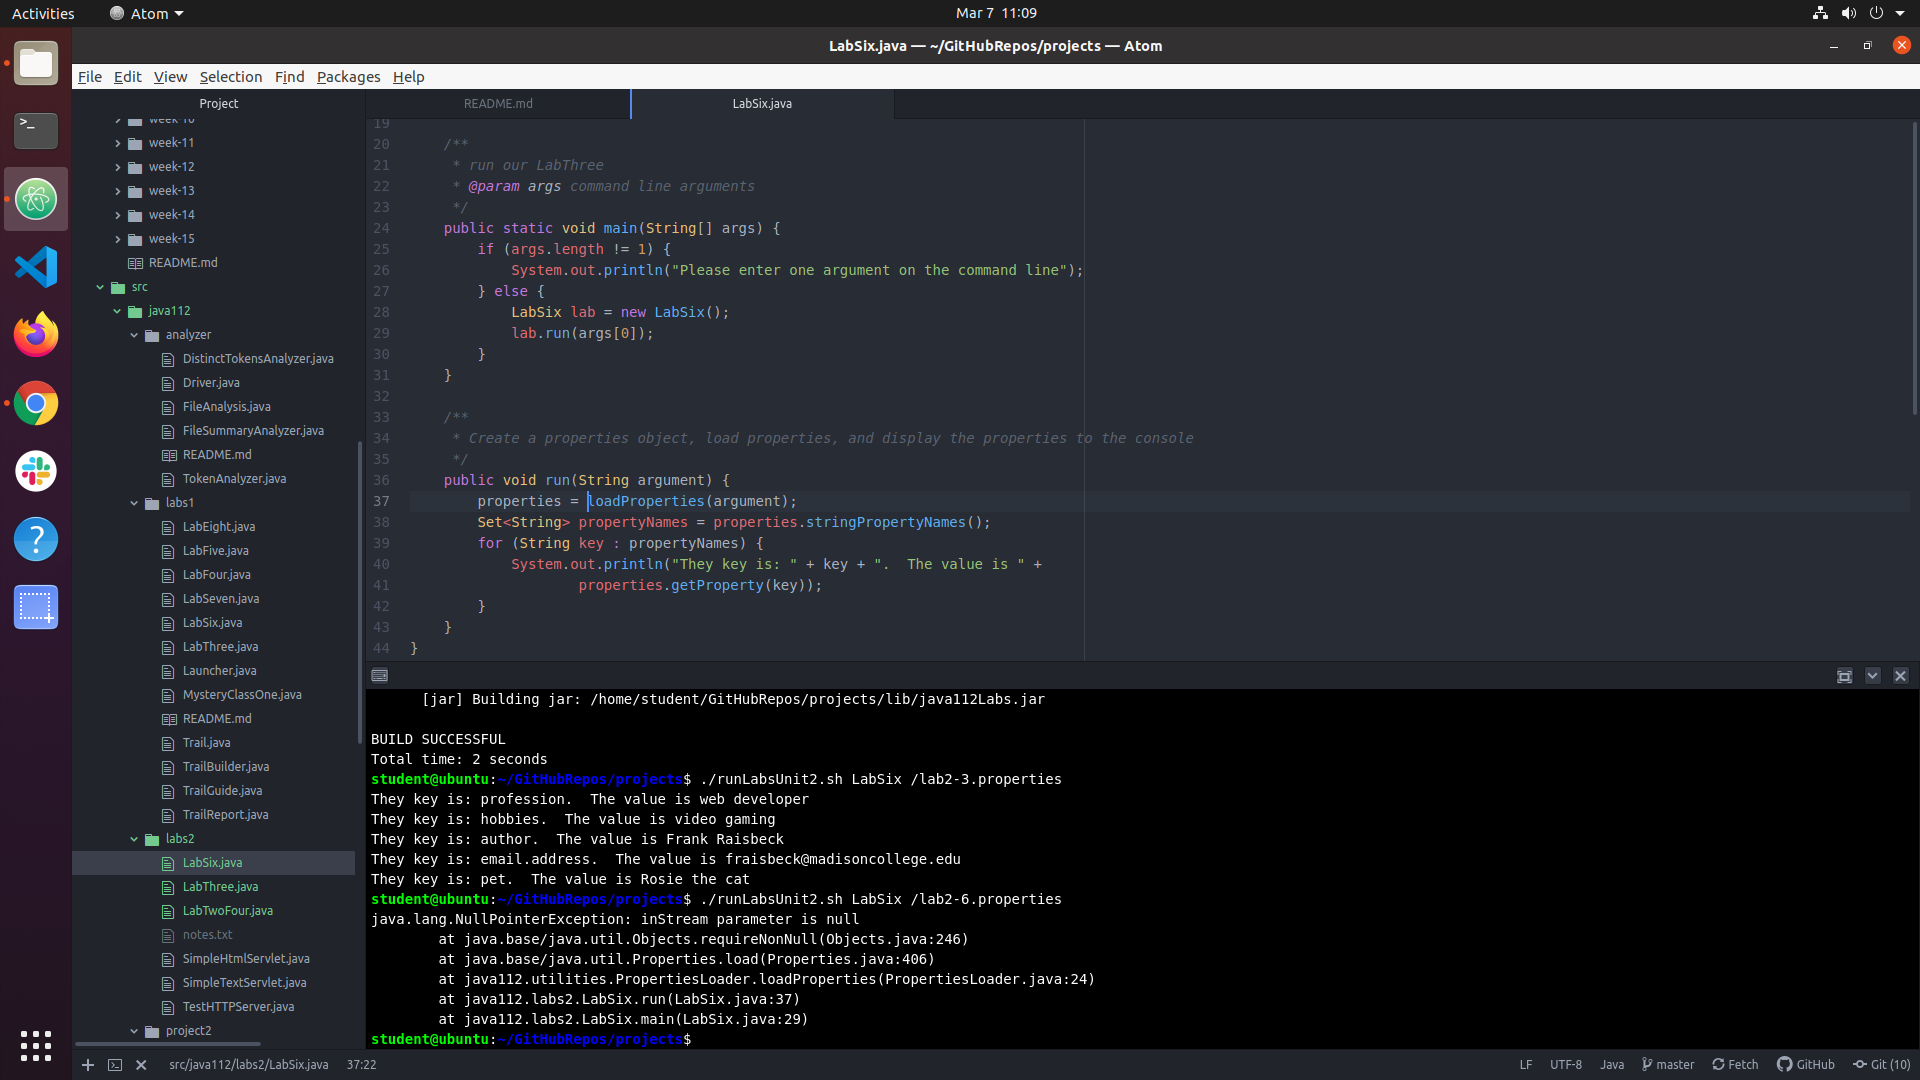 Activities
Atom
Mar 7 11:09
LabSix.java — ~/GitHubRepos/projects — Atom
File Edit View Selection Find Packages Help
Project
week-10
week-11
week-12
week-13
week-14
week-15
README.md
src
java112
analyzer
DistinctTokensAnalyzer.java
Driver.java
FileAnalysis.java
FileSummaryAnalyzer.java
README.md
TokenAnalyzer.java
labs1
LabEight.java
LabFive.java
LabFour.java
LabSeven.java
LabSix.java
LabThree.java
Launcher.java
MysteryClassOne.java
README.md
Trail.java
TrailBuilder.java
TrailGuide.java
TrailReport.java
labs2
LabSix.java
LabThree.java
LabTwoFour.java
notes.txt
SimpleHtmlServlet.java
SimpleTextServlet.java
TestHTTPServer.java
project2
README.md
LabSix.java
19
20     /**
21      * run our LabThree
22      * @param args command line arguments
23      */
24     public static void main(String[] args) {
25         if (args.length != 1) {
26             System.out.println("Please enter one argument on the command line");
27         } else {
28             LabSix lab = new LabSix();
29             lab.run(args[0]);
30         }
31     }
32
33     /**
34      * Create a properties object, load properties, and display the properties to the console
35      */
36     public void run(String argument) {
37         properties = loadProperties(argument);
38         Set<String> propertyNames = properties.stringPropertyNames();
39         for (String key : propertyNames) {
40             System.out.println("They key is: " + key + ".  The value is " +
41                     properties.getProperty(key));
42         }
43     }
44 }
[jar] Building jar: /home/student/GitHubRepos/projects/lib/java112Labs.jar
BUILD SUCCESSFUL
Total time: 2 seconds
student@ubuntu:~/GitHubRepos/projects$ ./runLabsUnit2.sh LabSix /lab2-3.properties
They key is: profession.  The value is web developer
They key is: hobbies.  The value is video gaming
They key is: author.  The value is Frank Raisbeck
They key is: email.address.  The value is fraisbeck@madisoncollege.edu
They key is: pet.  The value is Rosie the cat
student@ubuntu:~/GitHubRepos/projects$ ./runLabsUnit2.sh LabSix /lab2-6.properties
java.lang.NullPointerException: inStream parameter is null
at java.base/java.util.Objects.requireNonNull(Objects.java:246)
at java.base/java.util.Properties.load(Properties.java:406)
at java112.utilities.PropertiesLoader.loadProperties(PropertiesLoader.java:24)
at java112.labs2.LabSix.run(LabSix.java:37)
at java112.labs2.LabSix.main(LabSix.java:29)
student@ubuntu:~/GitHubRepos/projects$
src/java112/labs2/LabSix.java 37:22
LF UTF-8 Java master Fetch GitHub Git (10)